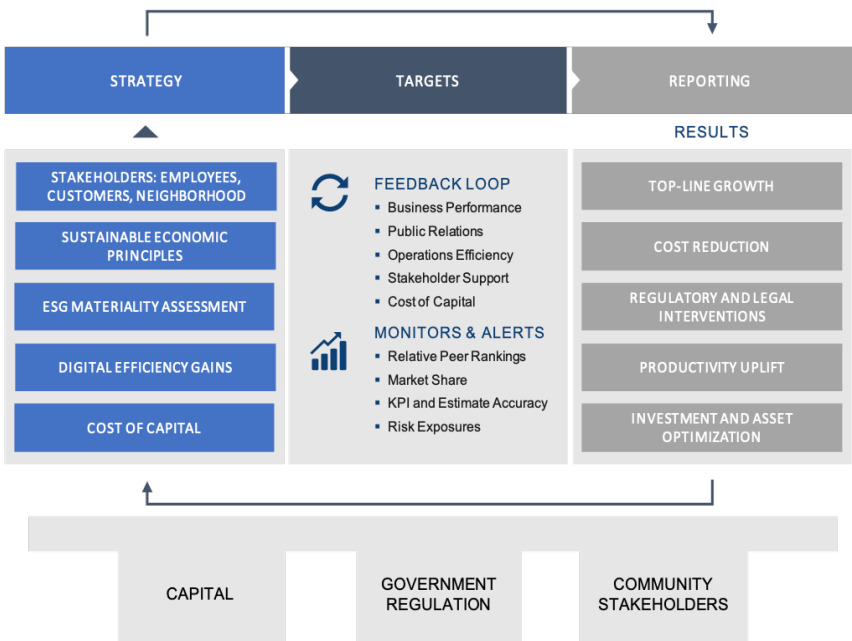 STRATEGY
TARGETS
REPORTING
RESULTS
STAKEHOLDERS: EMPLOYEES,
CUSTOMERS, NEIGHBORHOOD
SUSTAINABLE ECONOMIC
PRINCIPLES
ESG MATERIALITY ASSESSMENT
DIGITAL EFFICIENCY GAINS
COST OF CAPITAL
FEEDBACK LOOP
▪ Business Performance
▪ Public Relations
▪ Operations Efficiency
▪ Stakeholder Support
▪ Cost of Capital
MONITORS & ALERTS
▪ Relative Peer Rankings
▪ Market Share
▪ KPI and Estimate Accuracy
▪ Risk Exposures
TOP-LINE GROWTH
COST REDUCTION
REGULATORY AND LEGAL
INTERVENTIONS
PRODUCTIVITY UPLIFT
INVESTMENT AND ASSET
OPTIMIZATION
CAPITAL
GOVERNMENT
REGULATION
COMMUNITY
STAKEHOLDERS